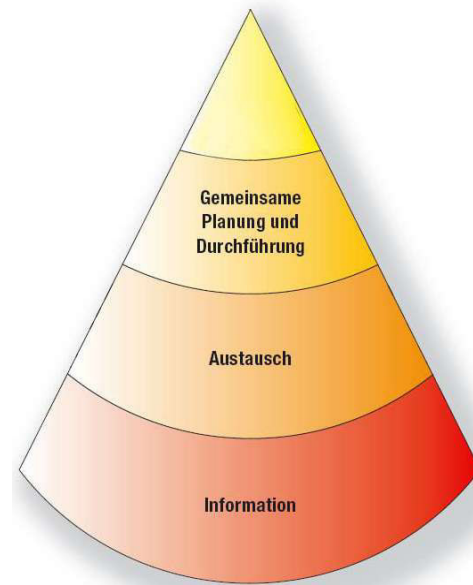 Gemeinsame
Planung und
Durchführung
Austausch
Information